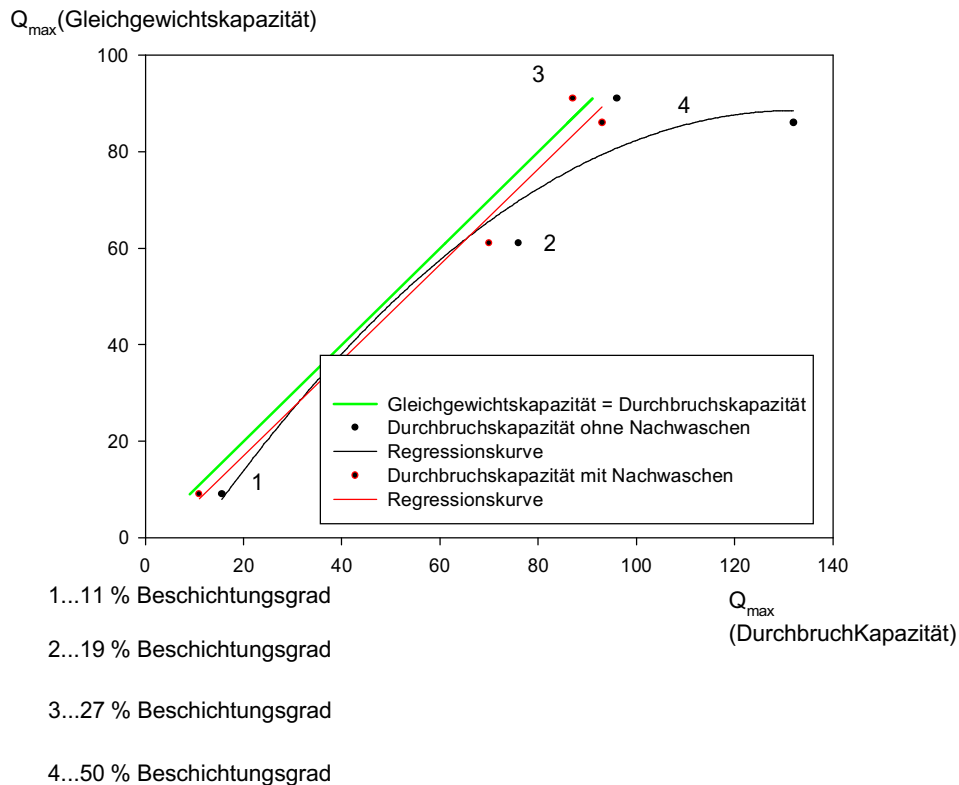 Qmax(Gleichgewichtskapazität)
100
80
60
40
20
0
3
4
2
1
Gleichgewichtskapazität = Durchbruchskapazität
Durchbruchskapazität ohne Nachwaschen
Regressionskurve
Durchbruchskapazität mit Nachwaschen
Regressionskurve
0 20 40 60 80 100 120 140
Qmax
(DurchbruchKapazität)
1...11 % Beschichtungsgrad
2...19 % Beschichtungsgrad
3...27 % Beschichtungsgrad
4...50 % Beschichtungsgrad